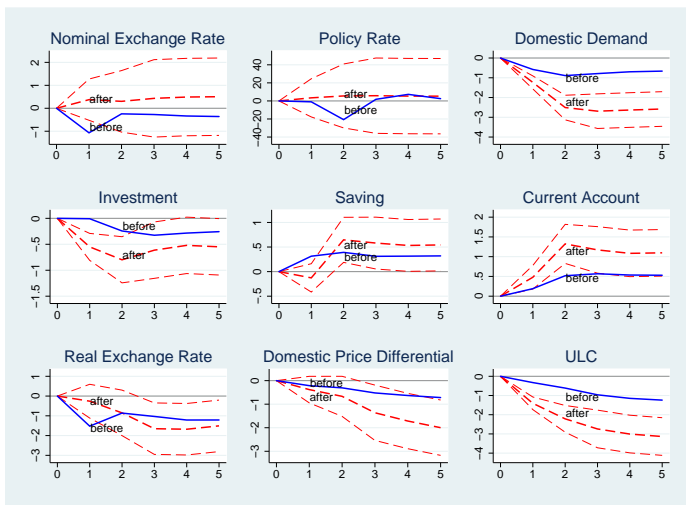 Nominal Exchange Rate
2
1
0
-1
after
before
0 1 2 3 4 5
Policy Rate
40
20
0
-20
-40
after
before
0 1 2 3 4 5
Domestic Demand
0
-1
-2
-3
-4
before
after
0 1 2 3 4 5
Investment
0
-.5
-1
-1.5
before
after
0 1 2 3 4 5
Saving
1
.5
0
-.5
after
before
0 1 2 3 4 5
Current Account
2
1.5
1
.5
0
after
before
0 1 2 3 4 5
Real Exchange Rate
1
0
-1
-2
-3
after
before
0 1 2 3 4 5
Domestic Price Differential
0
-1
-2
-3
before
after
0 1 2 3 4 5
ULC
0
-1
-2
-3
-4
before
after
0 1 2 3 4 5